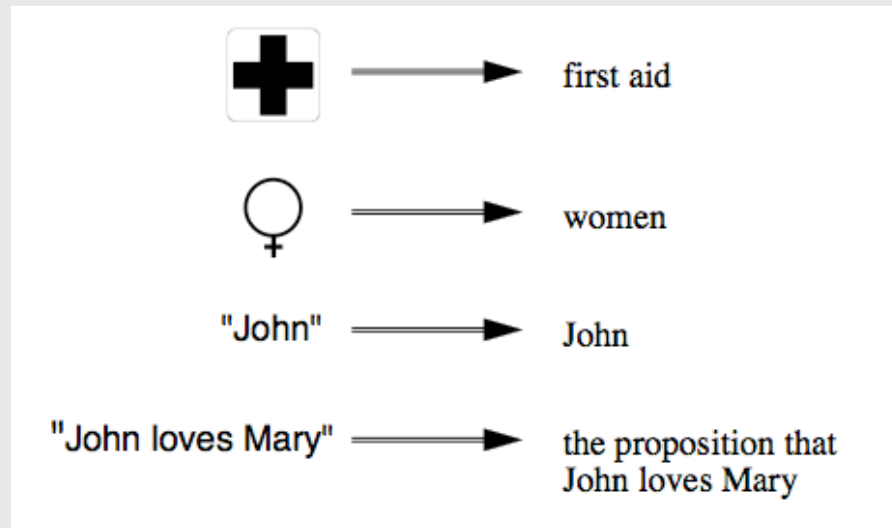 first aid
women
"John"
John
"John loves Mary"
the proposition that
John loves Mary